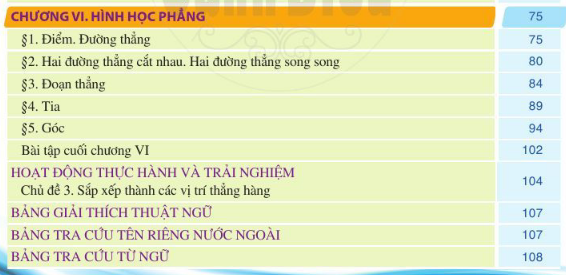 CHƯƠNG VI. HÌNH HỌC PHẲNG 75
§1. Điểm. Đường thẳng 75
§2. Hai đường thẳng cắt nhau. Hai đường thẳng song song 80
§3. Đoạn thẳng 84
§4. Tia 89
§5. Góc 94
Bài tập cuối chương VI 102
HOẠT ĐỘNG THỰC HÀNH VÀ TRẢI NGHIỆM
Chủ đề 3. Sắp xếp thành các vị trí thẳng hàng 104
BẢNG GIẢI THÍCH THUẬT NGỮ 107
BẢNG TRA CỨU TÊN RIÊNG NƯỚC NGOÀI 107
BẢNG TRA CỨU TỪ NGỮ 108